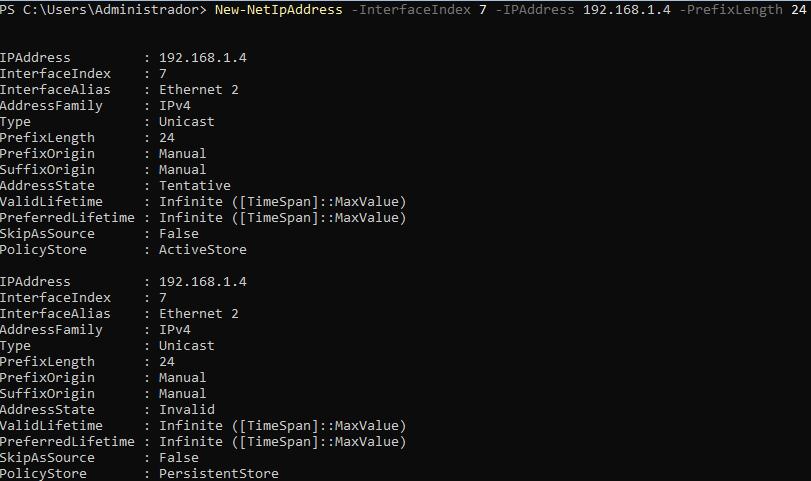 PS C:\Users\Administrador> New-NetIpAddress -InterfaceIndex 7 -IPAddress 192.168.1.4 -PrefixLength 24
IPAddress : 192.168.1.4
InterfaceIndex : 7
InterfaceAlias : Ethernet 2
AddressFamily : IPv4
Type : Unicast
PrefixLength : 24
PrefixOrigin : Manual
SuffixOrigin : Manual
AddressState : Tentative
ValidLifetime : Infinite ([TimeSpan]::MaxValue)
PreferredLifetime : Infinite ([TimeSpan]::MaxValue)
SkipAsSource : False
PolicyStore : ActiveStore
IPAddress : 192.168.1.4
InterfaceIndex : 7
InterfaceAlias : Ethernet 2
AddressFamily : IPv4
Type : Unicast
PrefixLength : 24
PrefixOrigin : Manual
SuffixOrigin : Manual
AddressState : Invalid
ValidLifetime : Infinite ([TimeSpan]::MaxValue)
PreferredLifetime : Infinite ([TimeSpan]::MaxValue)
SkipAsSource : False
PolicyStore : PersistentStore